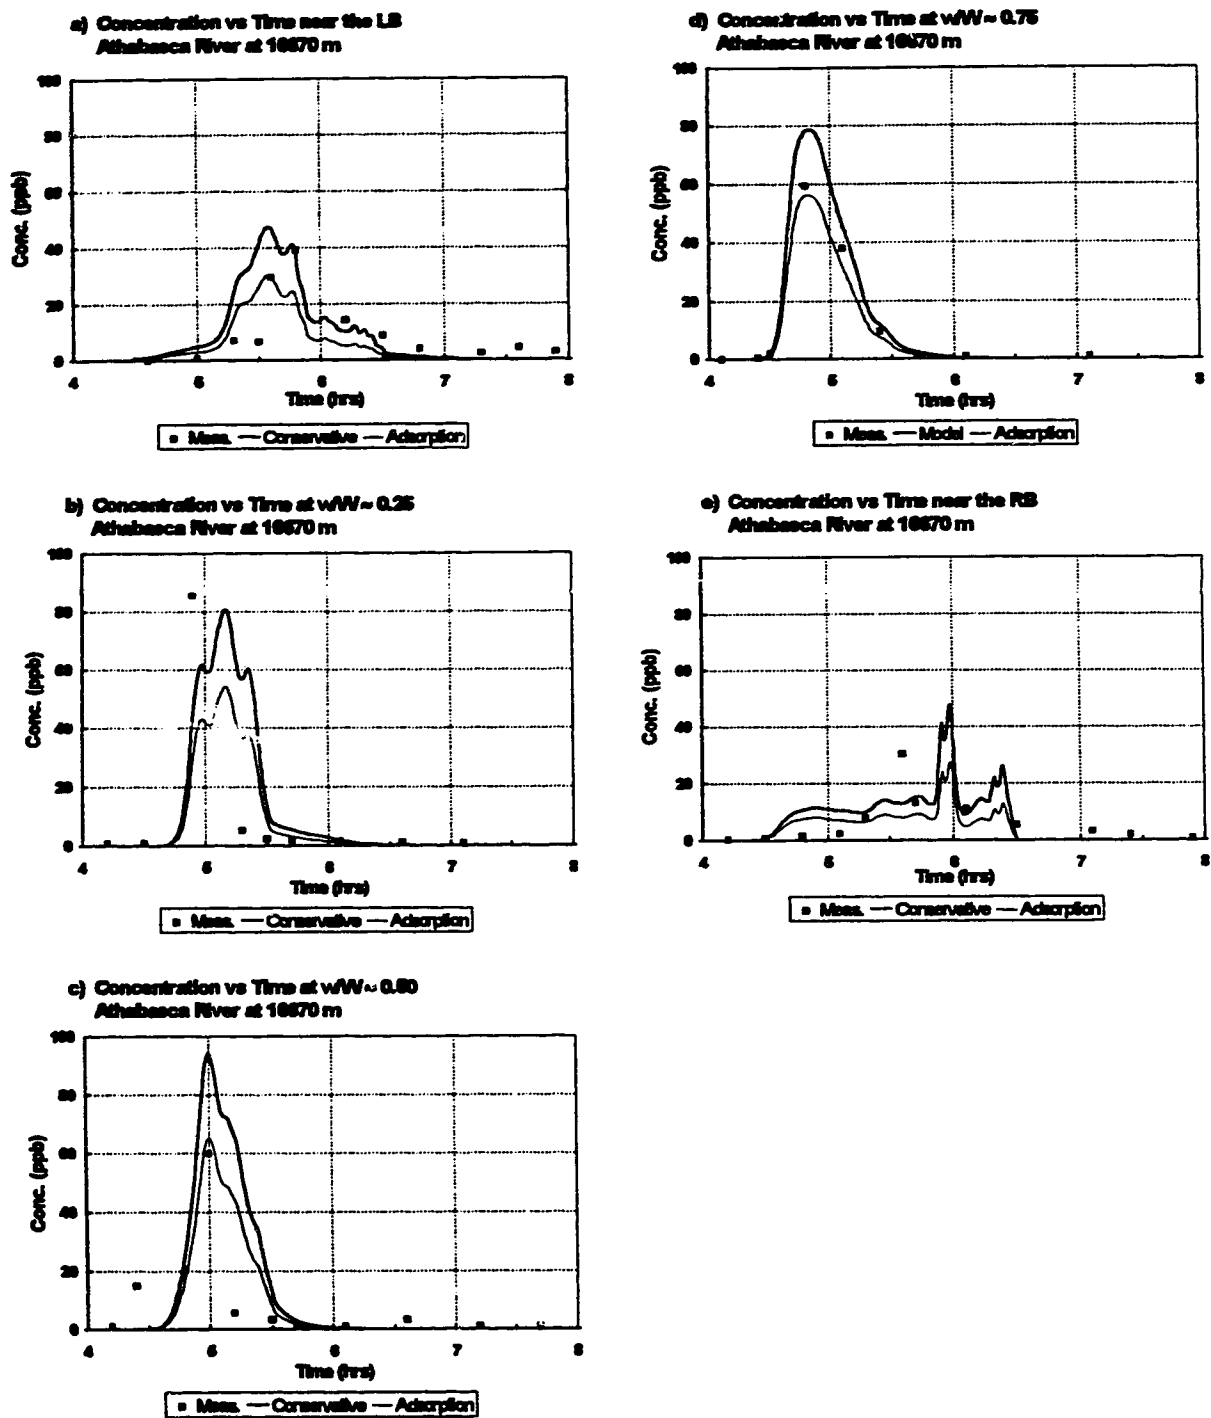 a) Concentration vs Time near the LB
Athabasca River at 16670 m
100
80
60
40
20
0
Conc. (ppb)
4 5 6 7 8
Time (hrs)
Meas. Conservative Adsorption
b) Concentration vs Time at w/W ~ 0.25
Athabasca River at 16670 m
100
80
60
40
20
0
Conc. (ppb)
4 5 6 7 8
Time (hrs)
Meas. Conservative Adsorption
c) Concentration vs Time at w/W ~ 0.50
Athabasca River at 16670 m
100
80
60
40
20
0
Conc. (ppb)
4 5 6 7 8
Time (hrs)
Meas. Conservative Adsorption
d) Concentration vs Time at w/W ~ 0.75
Athabasca River at 16670 m
100
80
60
40
20
0
Conc. (ppb)
4 5 6 7 8
Time (hrs)
Meas. Model Adsorption
e) Concentration vs Time near the RB
Athabasca River at 16670 m
100
80
60
40
20
0
Conc. (ppb)
4 5 6 7 8
Time (hrs)
Meas. Conservative Adsorption